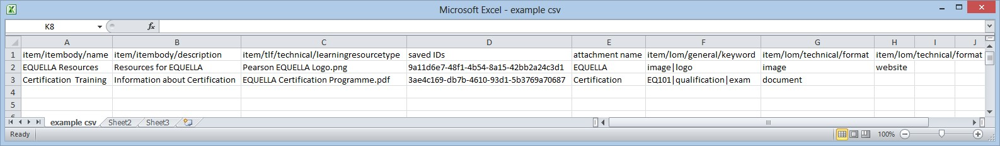 Microsoft Excel - example csv
K8 fx
A B C D E F G H I J
1 item/itembody/name item/itembody/description item/tlf/technical/learningresourcetype saved IDs attachment name item/lom/general/keyword item/lom/technical/format item/lom/technical/format
2 EQUELLA Resources Resources for EQUELLA Pearson EQUELLA Logo.png 9a11d6e7-48f1-4b54-8a15-42bb2a24c3d1 EQUELLA image|logo image website
3 Certification Training Information about Certification EQUELLA Certification Programme.pdf 3ae4c169-db7b-4610-93d1-5b3769a70687 Certification EQ101|qualification|exam document
4
5
example csv Sheet2 Sheet3
Ready 100%